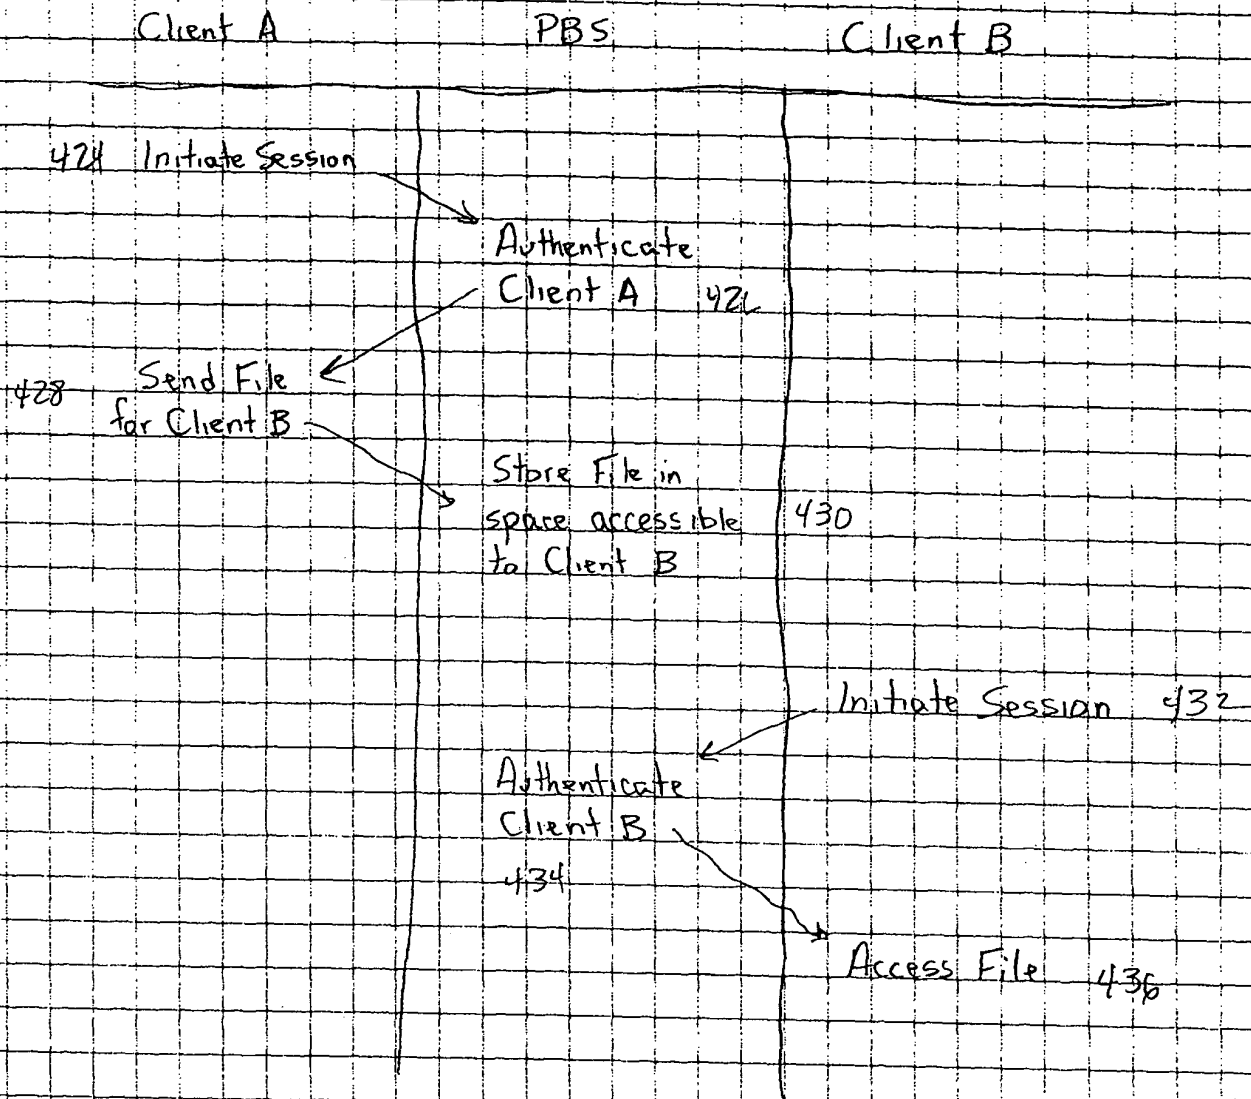 Client A PBS Client B
424 Initiate Session
Authenticate
Client A 426
Send File
428
for Client B
Store File in
space accessible 430
to Client B
Initiate Session 432
Authenticate
Client B
434
Access File 436